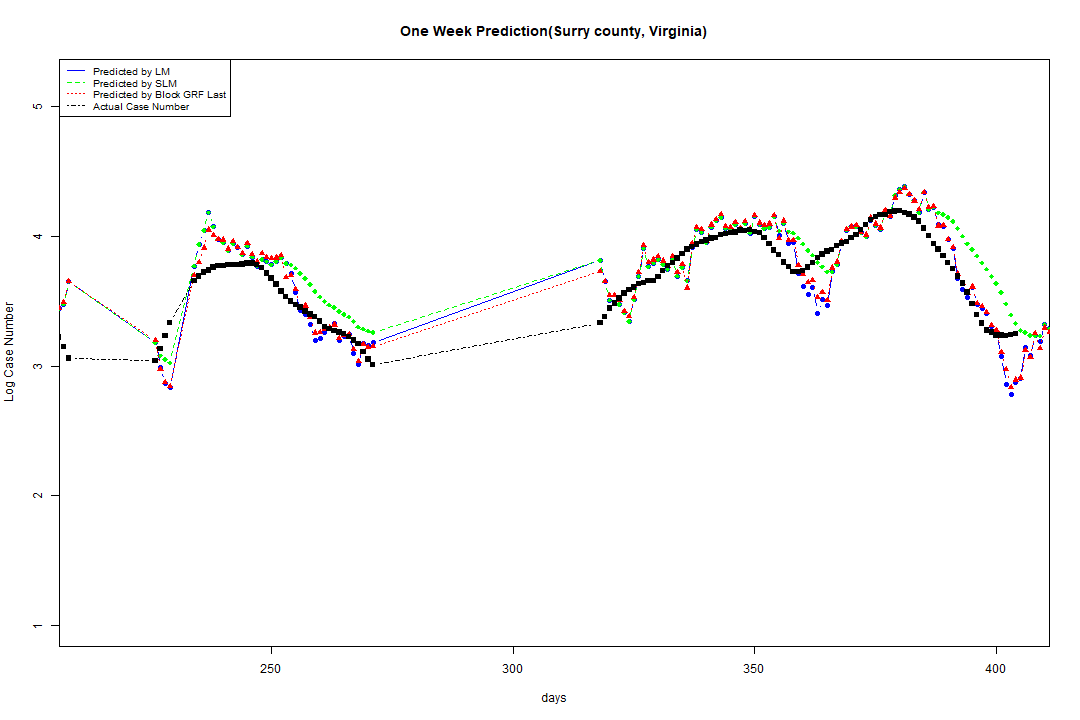 One Week Prediction(Surry county, Virginia)
Predicted by LM
Predicted by SLM
Predicted by Block GRF Last
Actual Case Number
5
4
3
2
1
Log Case Number
250 300 350 400
days